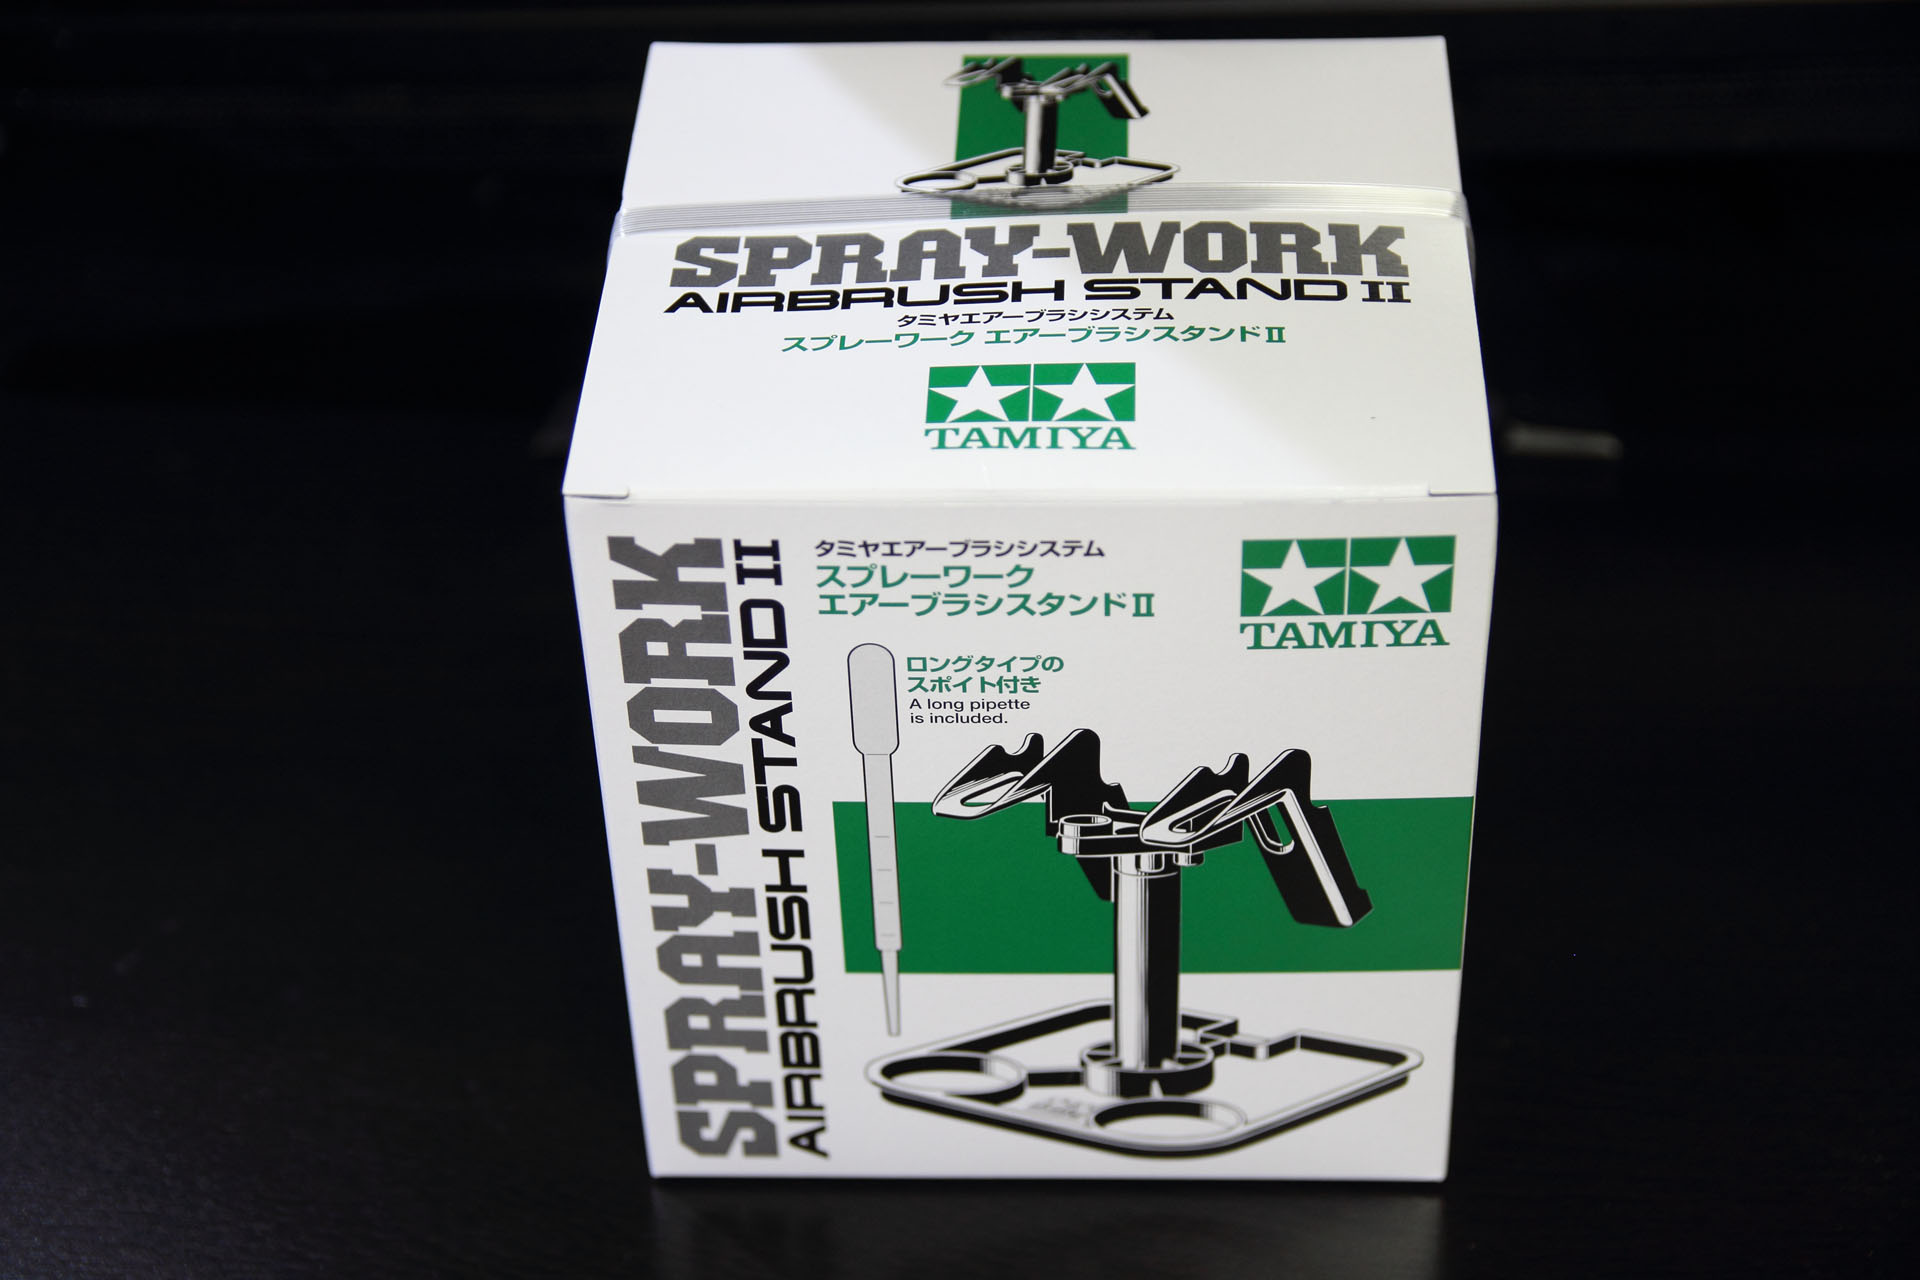 SPRAY-WORK
AIRBRUSH STAND II
タミヤエアーブラシシステム
スプレーワーク エアーブラシスタンドⅡ
TAMIYA
SPRAY-WORK
AIRBRUSH STAND II
タミヤエアーブラシシステム
スプレーワーク
エアーブラシスタンドⅡ
TAMIYA
ロングタイプの
スポイト付き
A long pipette
is included.